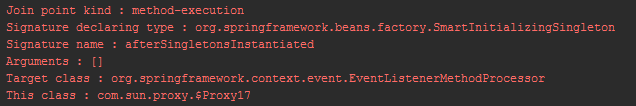 Join point kind : method-execution
Signature declaring type : org.springframework.beans.factory.SmartInitializingSingleton
Signature name : afterSingletonsInstantiated
Arguments : []
Target class : org.springframework.context.event.EventListenerMethodProcessor
This class : com.sun.proxy.$Proxy17